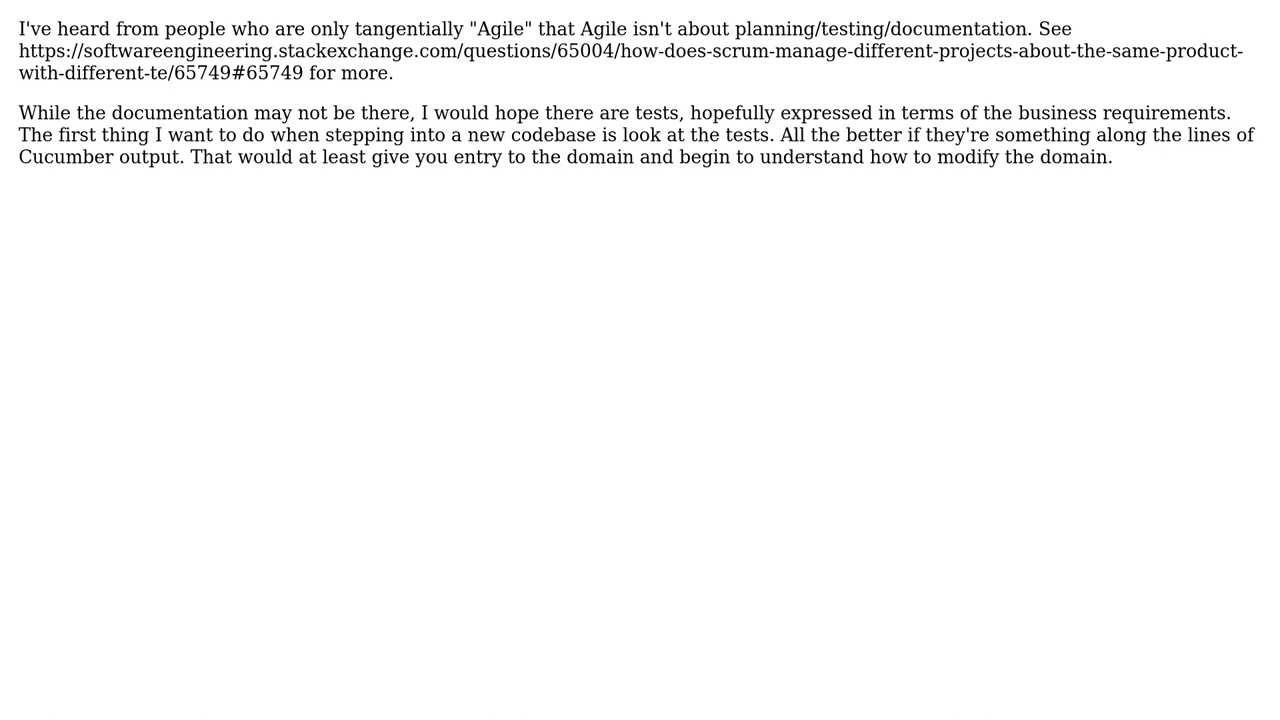 I've heard from people who are only tangentially "Agile" that Agile isn't about planning/testing/documentation. See
https://softwareengineering.stackexchange.com/questions/65004/how-does-scrum-manage-different-projects-about-the-same-product-
with-different-te/65749#65749 for more.
While the documentation may not be there, I would hope there are tests, hopefully expressed in terms of the business requirements.
The first thing I want to do when stepping into a new codebase is look at the tests. All the better if they're something along the lines of
Cucumber output. That would at least give you entry to the domain and begin to understand how to modify the domain.